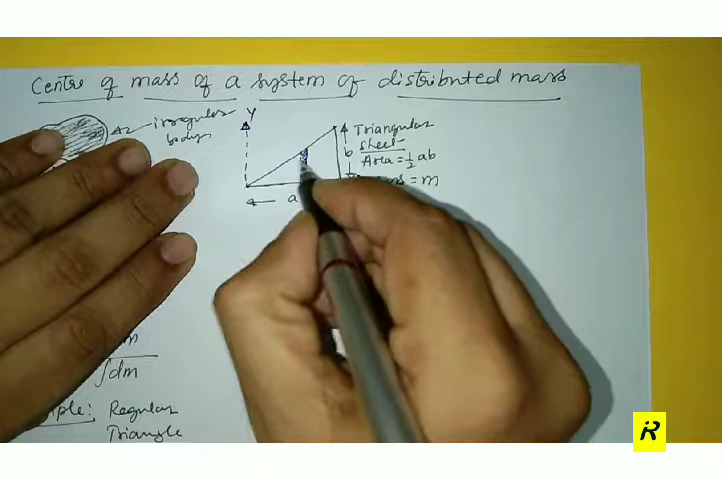 Centre of mass of a system of distributed mass
irregular
body
Y
Triangular
Sheet
Area = 1/2 ab
b
= m
a
∫dm
Regular
Triangle
iR